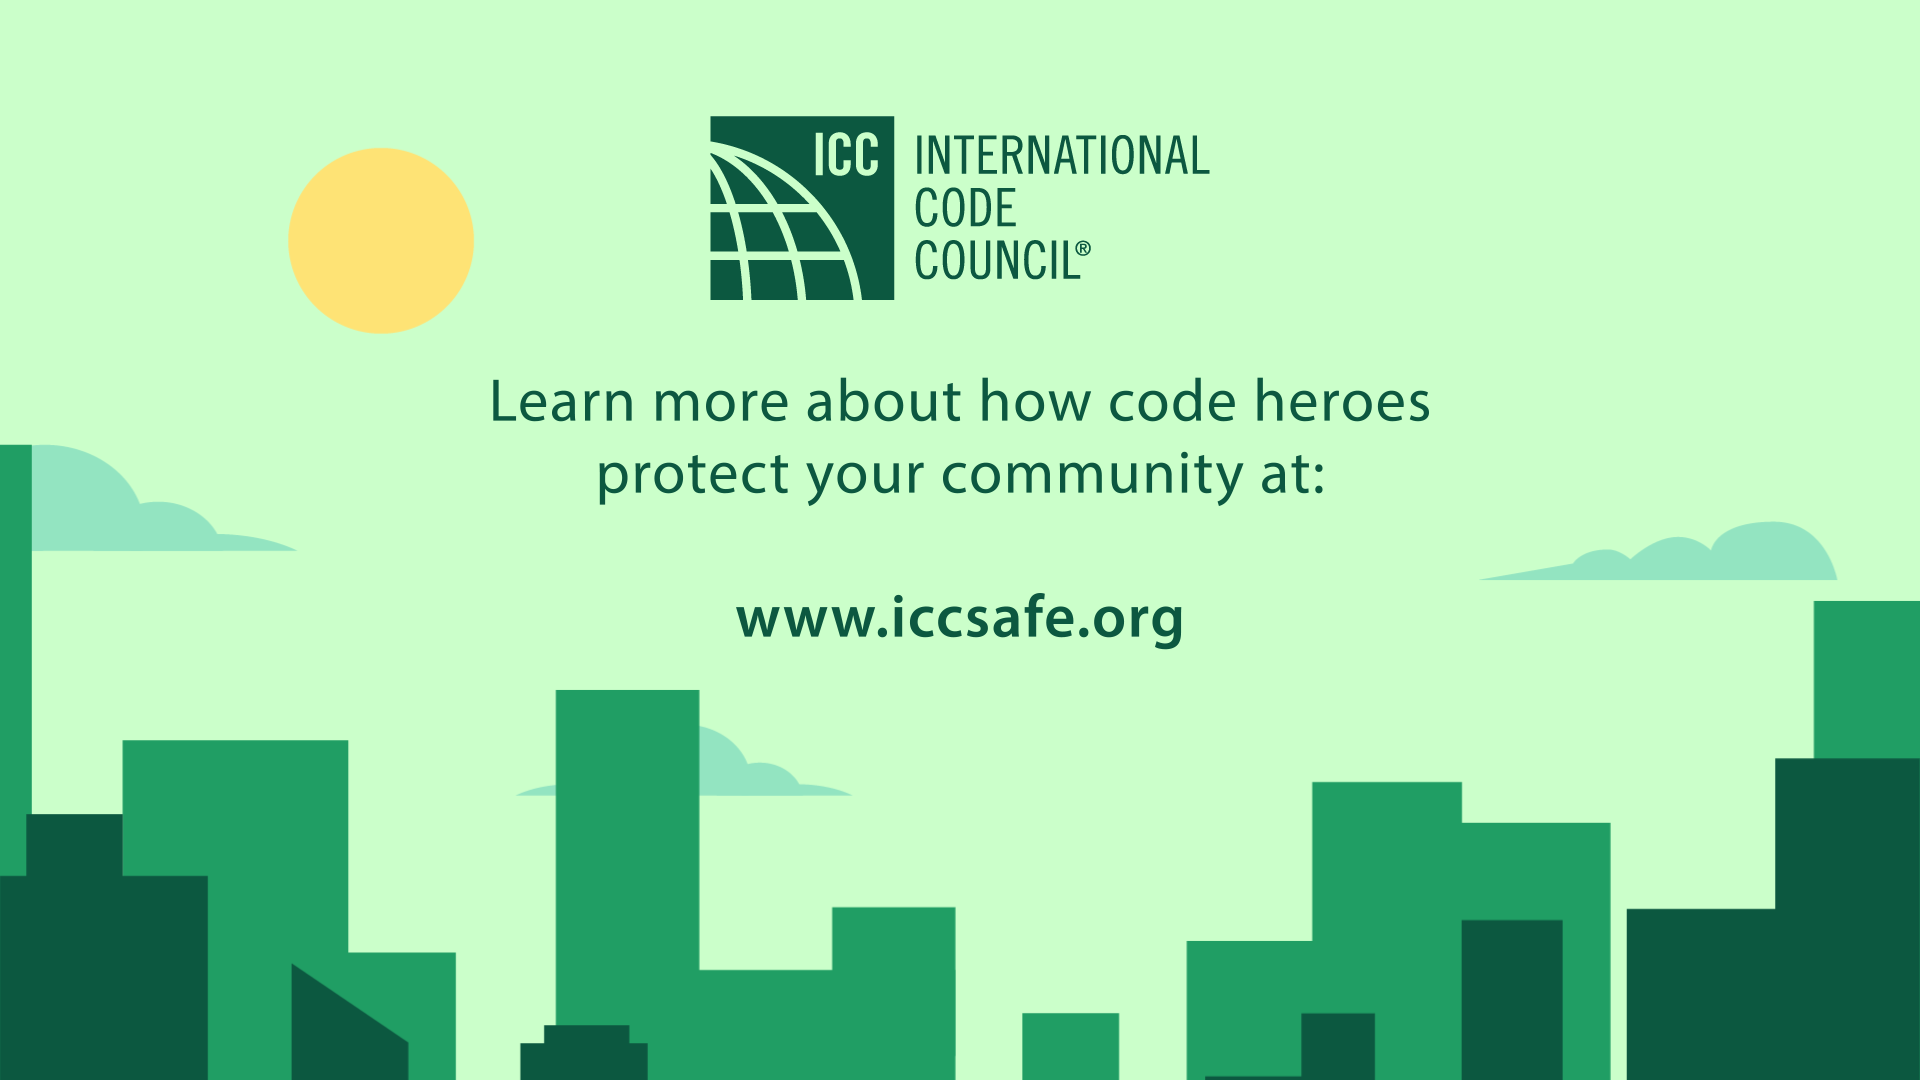 ICC
INTERNATIONAL
CODE
COUNCIL®
Learn more about how code heroes
protect your community at:
www.iccsafe.org